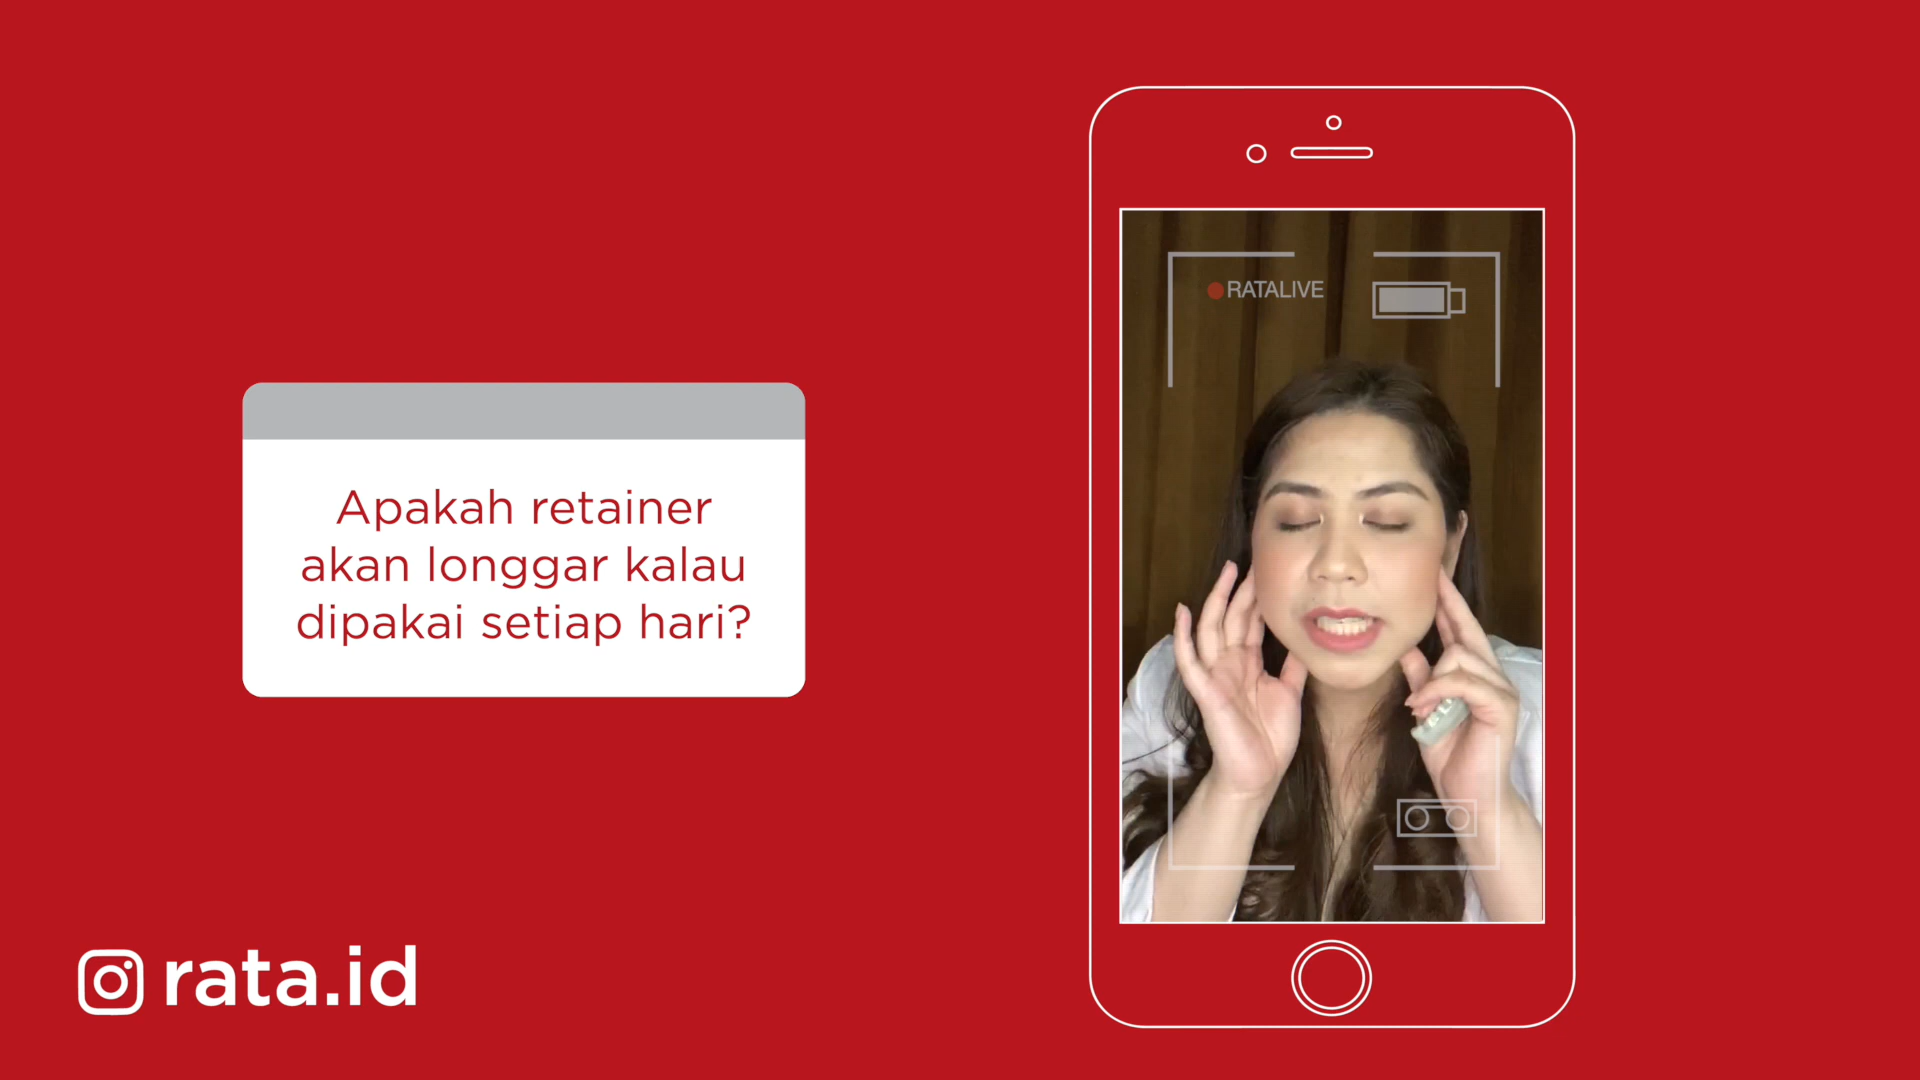 Apakah retainer
akan longgar kalau
dipakai setiap hari?
RATALIVE
rata.id